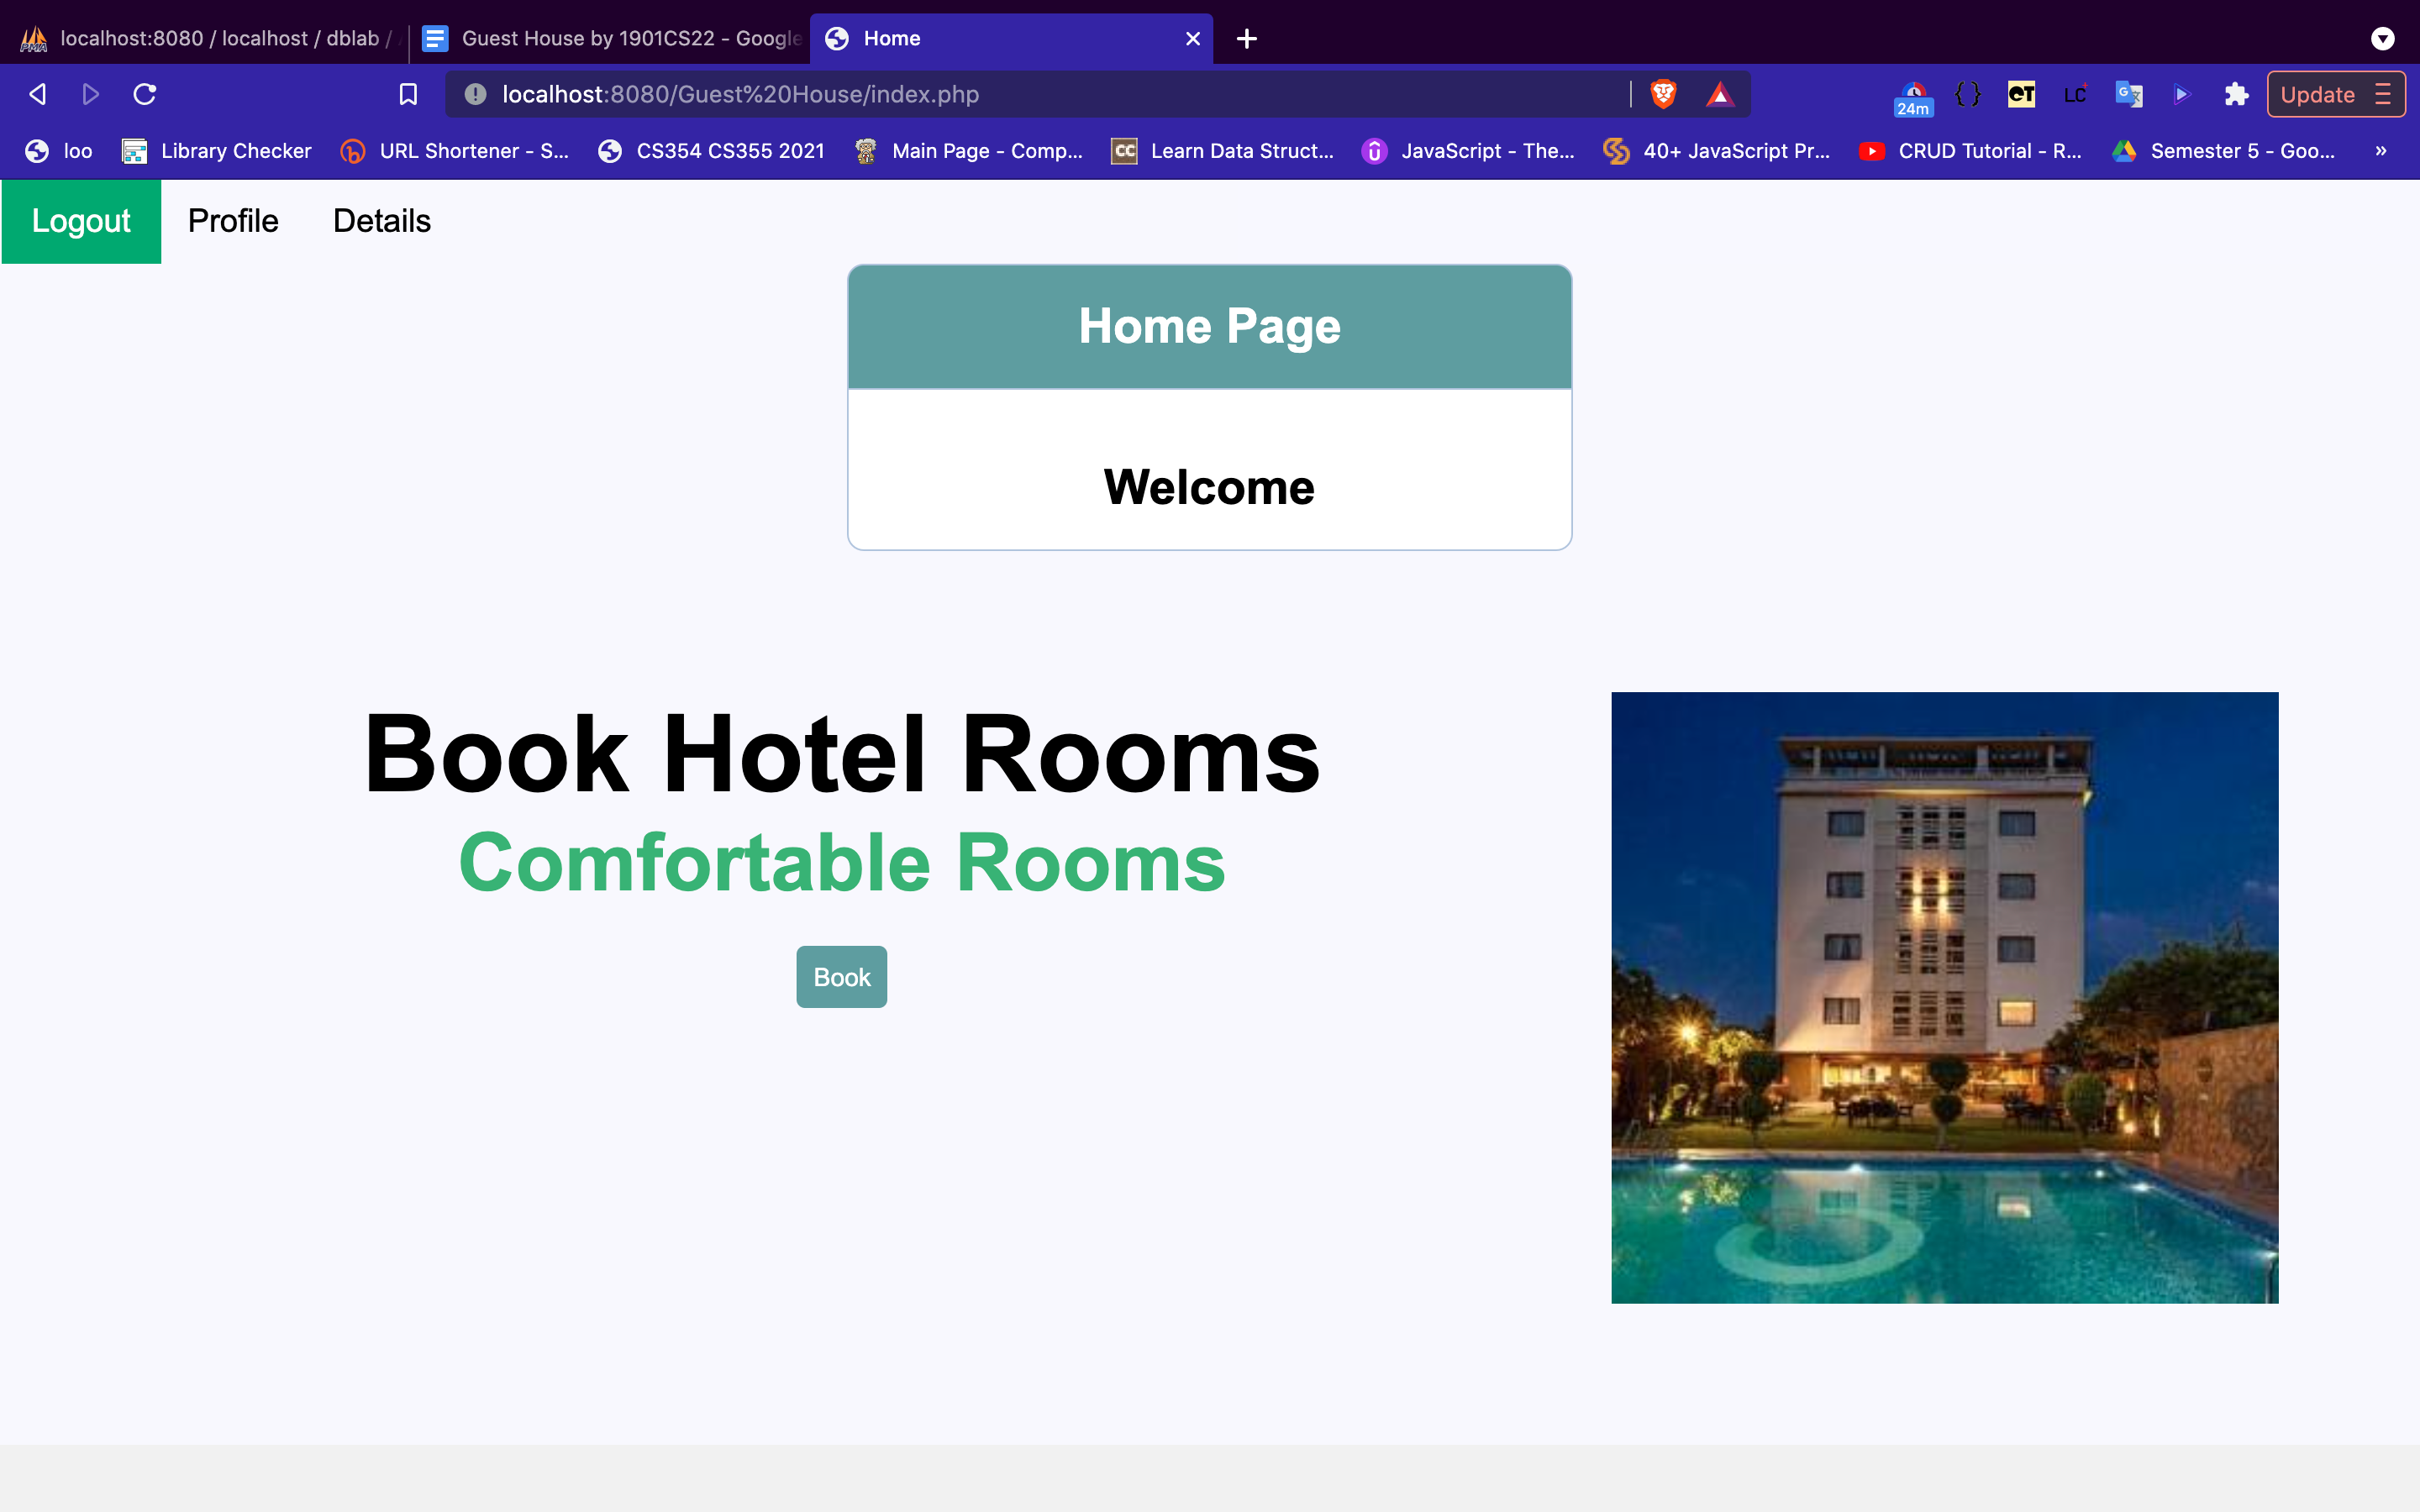 localhost:8080 / localhost / dblab /
Guest House by 1901CS22 - Google
Home
localhost:8080/Guest%20House/index.php
24m
{ }
LC
Update
loo
Library Checker
URL Shortener - S...
CS354 CS355 2021
Main Page - Comp...
CC
Learn Data Struct...
JavaScript - The...
40+ JavaScript Pr...
CRUD Tutorial - R...
Semester 5 - Goo...
»
Logout
Profile
Details
Home Page
Welcome
Book Hotel Rooms
Comfortable Rooms
Book